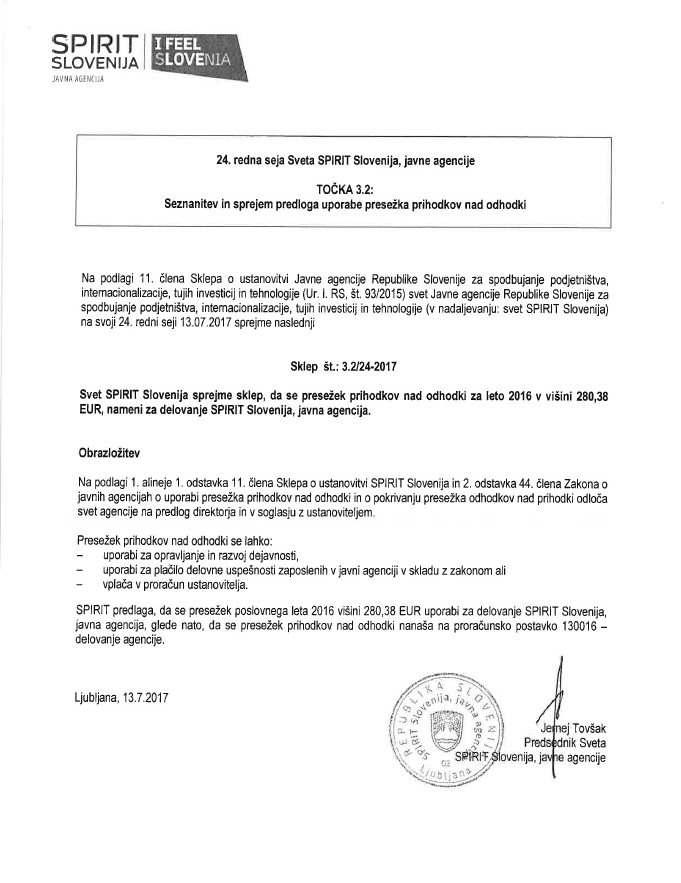 SPIRIT
SLOVENIJA
JAVNA AGENCIJA
I FEEL
SLOVENIA
24. redna seja Sveta SPIRIT Slovenija, javne agencije
TOČKA 3.2:
Seznanitev in sprejem predloga uporabe presežka prihodkov nad odhodki
Na podlagi 11. člena Sklepa o ustanovitvi Javne agencije Republike Slovenije za spodbujanje podjetništva,
internacionalizacije, tujih investicij in tehnologije (Ur. l. RS, št. 93/2015) svet Javne agencije Republike Slovenije za
spodbujanje podjetništva, internacionalizacije, tujih investicij in tehnologije (v nadaljevanju: svet SPIRIT Slovenija)
na svoji 24. redni seji 13.07.2017 sprejme naslednji
Sklep št.: 3.2/24-2017
Svet SPIRIT Slovenija sprejme sklep, da se presežek prihodkov nad odhodki za leto 2016 v višini 280,38
EUR, nameni za delovanje SPIRIT Slovenija, javna agencija.
Obrazložitev
Na podlagi 1. alineje 1. odstavka 11. člena Sklepa o ustanovitvi SPIRIT Slovenija in 2. odstavka 44. člena Zakona o
javnih agencijah o uporabi presežka prihodkov nad odhodki in o pokrivanju presežka odhodkov nad prihodki odloča
svet agencije na predlog direktorja in v soglasju z ustanoviteljem.
Presežek prihodkov nad odhodki se lahko:
– uporabi za opravljanje in razvoj dejavnosti,
– uporabi za plačilo delovne uspešnosti zaposlenih v javni agenciji v skladu z zakonom ali
– vplača v proračun ustanovitelja.
SPIRIT predlaga, da se presežek poslovnega leta 2016 višini 280,38 EUR uporabi za delovanje SPIRIT Slovenija,
javna agencija, glede nato, da se presežek prihodkov nad odhodki nanaša na proračunsko postavko 130016 –
delovanje agencije.
Ljubljana, 13.7.2017
REPUBLIKA SLOVENIJA
SPIRIT Slovenija, javna agencija
03
Ljubljana
Jernej Tovšak
Predsednik Sveta
SPIRIT Slovenija, javne agencije